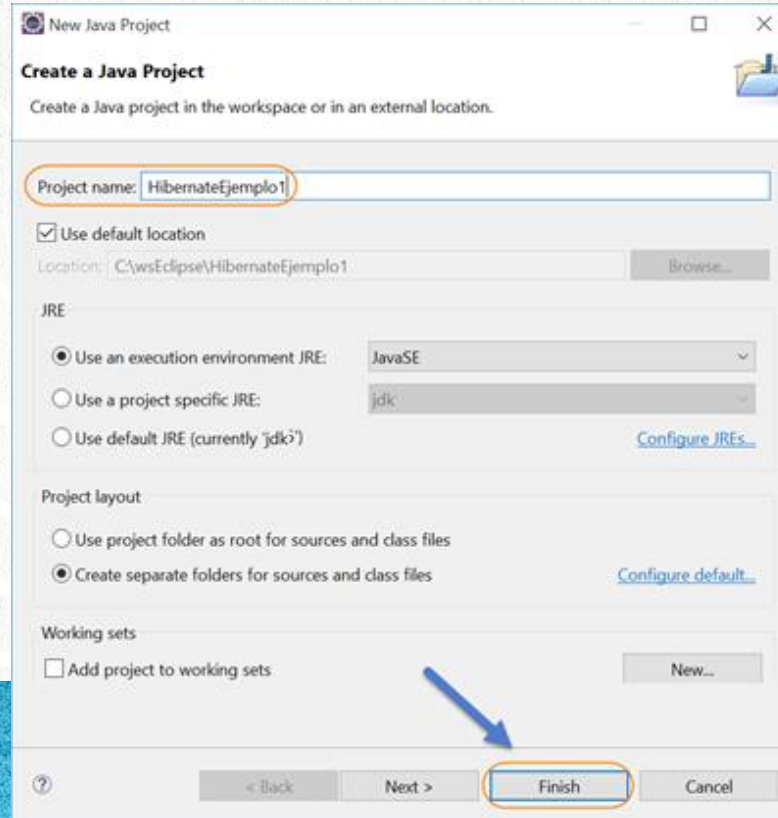 New Java Project
Create a Java Project
Create a Java project in the workspace or in an external location.
Project name: HibernateEjemplo1
Use default location
Location: C:\wsEclipse\HibernateEjemplo1 Browse...
JRE
Use an execution environment JRE: JavaSE
Use a project specific JRE: jdk
Use default JRE (currently 'jdk') Configure JREs...
Project layout
Use project folder as root for sources and class files
Create separate folders for sources and class files Configure default...
Working sets
Add project to working sets New...
? < Back Next > Finish Cancel